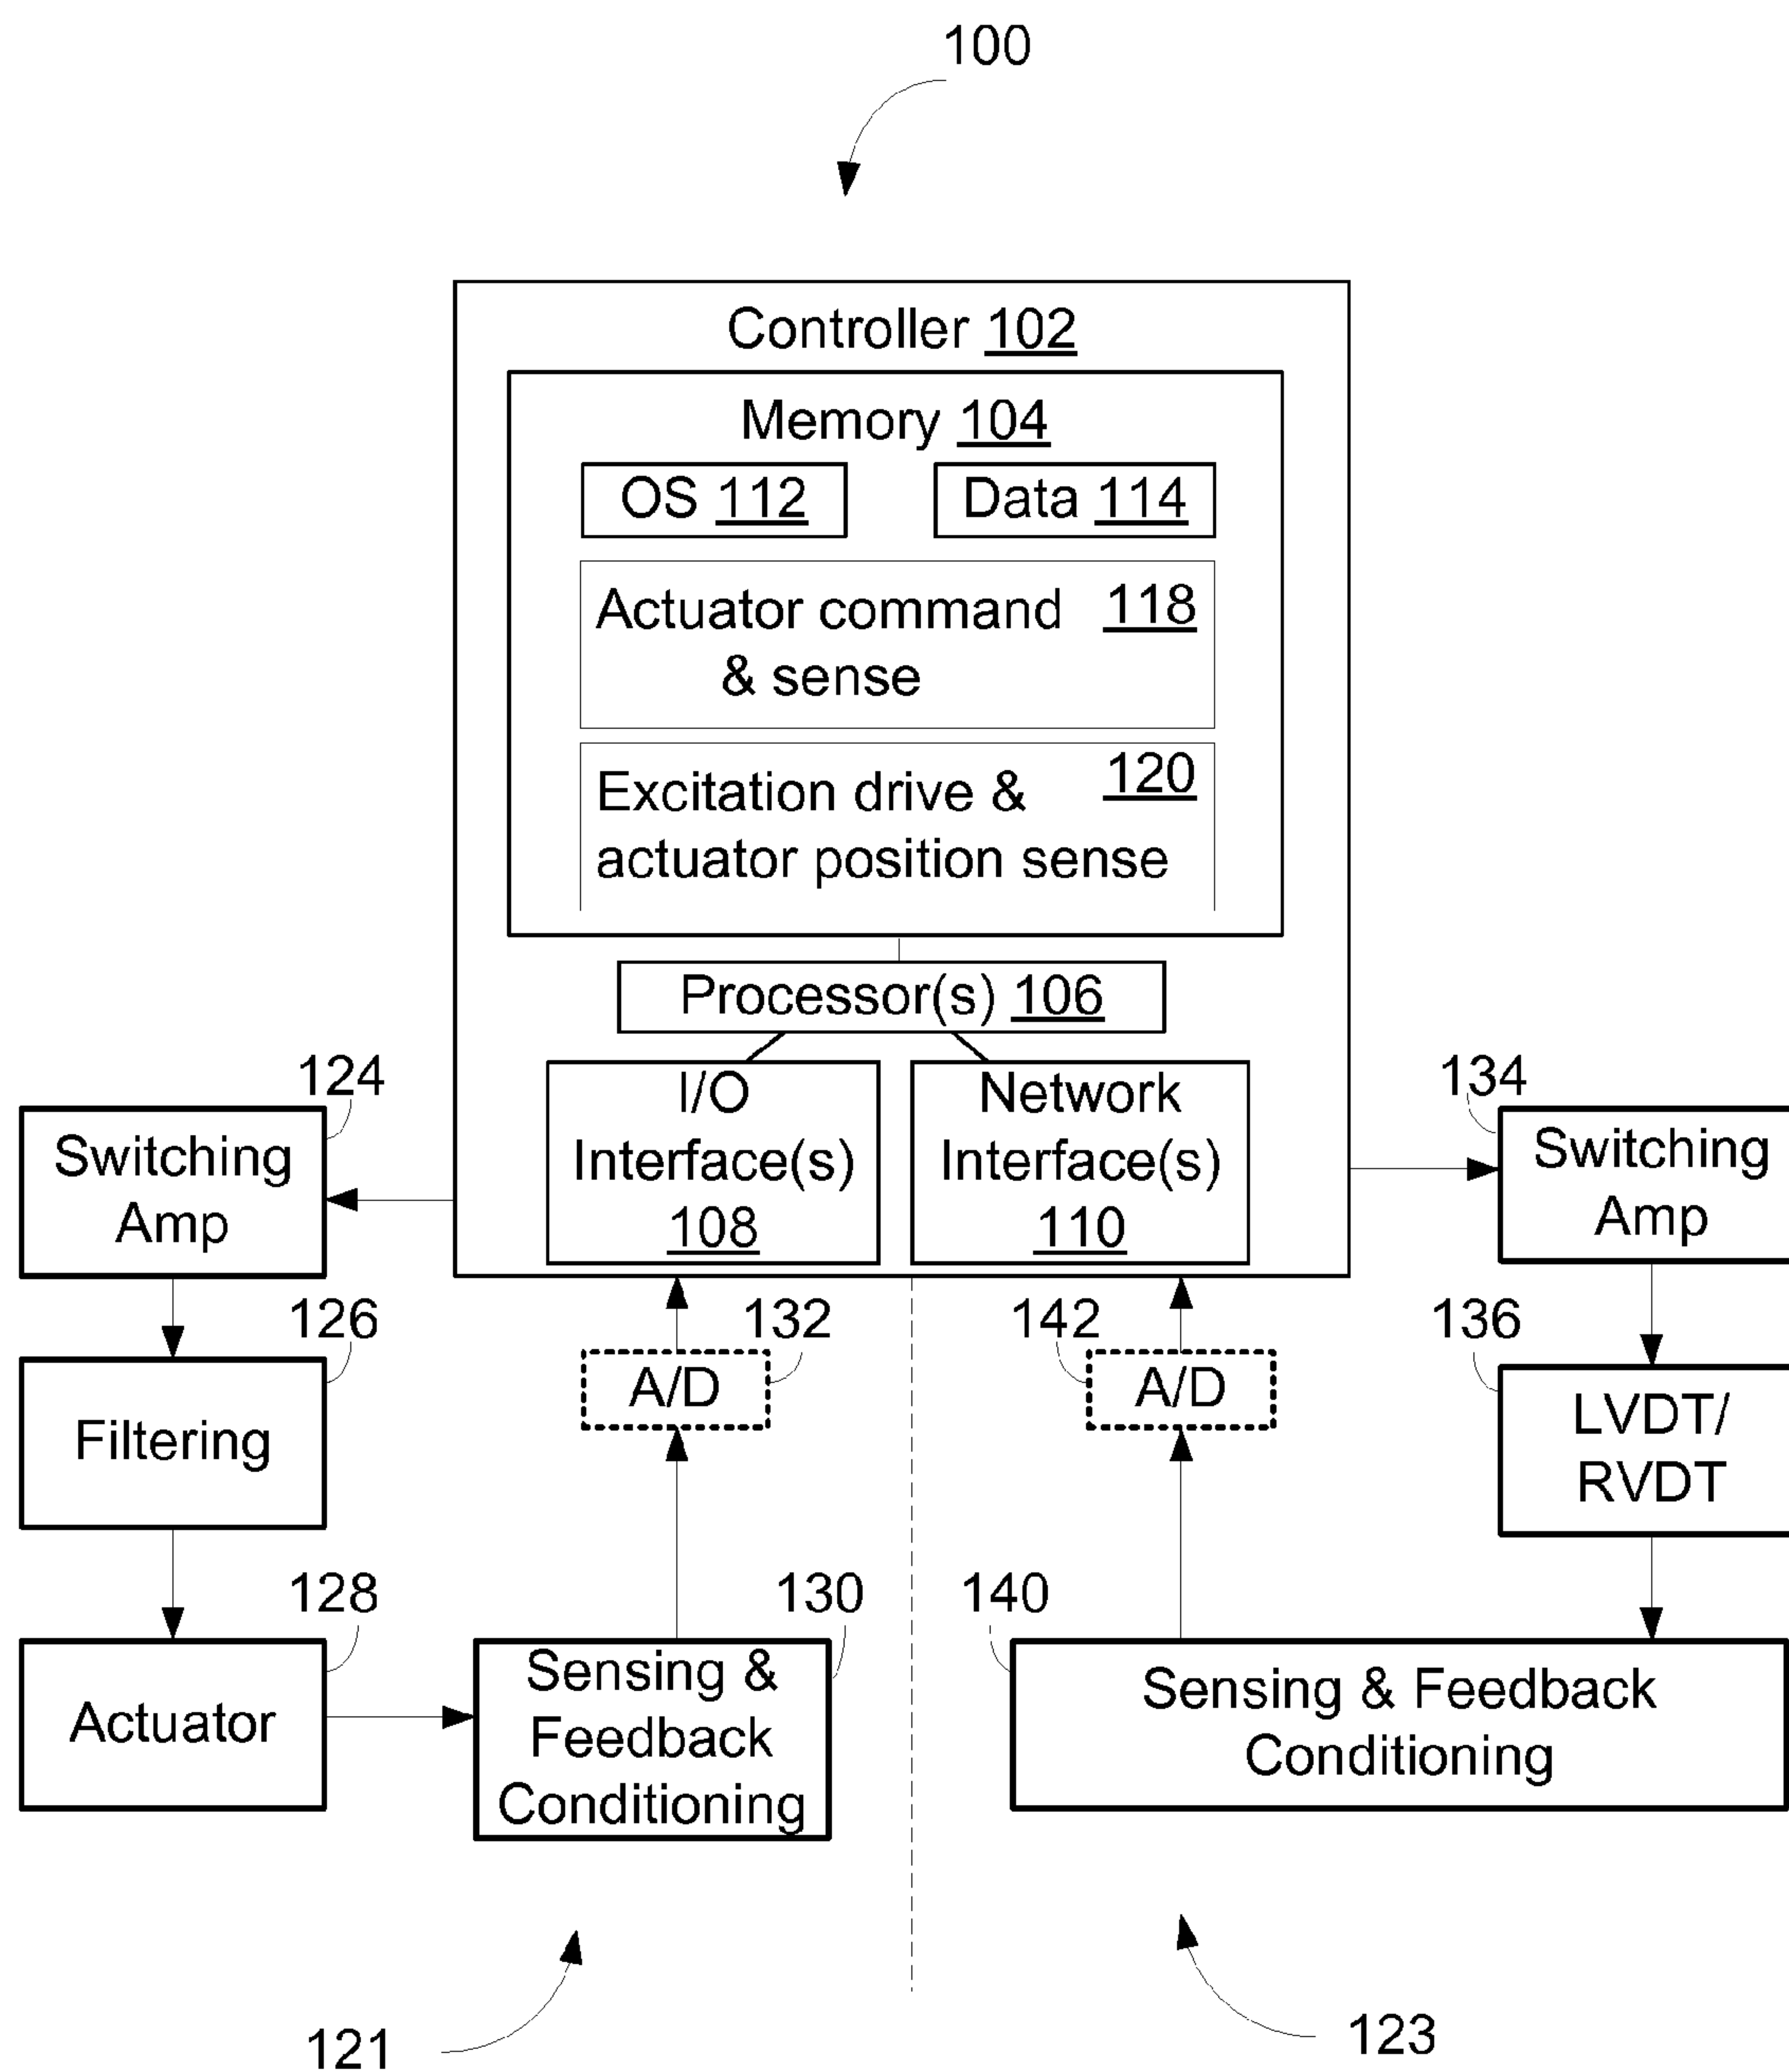 100
Controller 102
Memory 104
OS 112
Data 114
Actuator command 118
& sense
Excitation drive & 120
actuator position sense
Processor(s) 106
I/O
Interface(s)
108
Network
Interface(s)
110
124
Switching
Amp
126
Filtering
128
Actuator
130
Sensing &
Feedback
Conditioning
132
A/D
134
Switching
Amp
136
LVDT/
RVDT
140
Sensing & Feedback
Conditioning
142
A/D
121
123